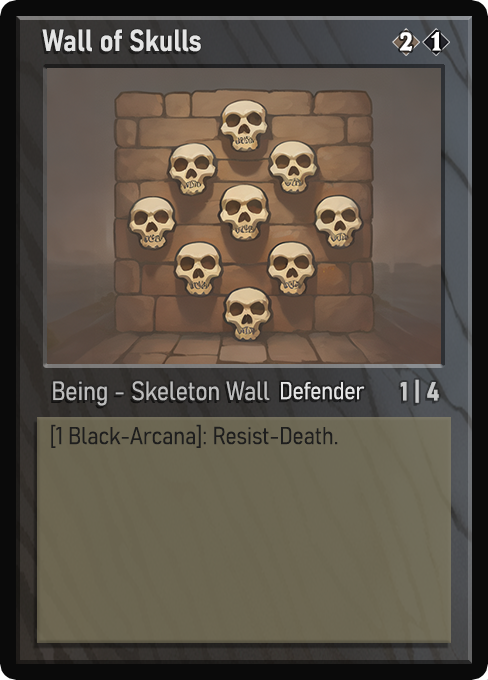 Wall of Skulls 2 1
Being - Skeleton Wall Defender 1|4
[1 Black-Arcana]: Resist-Death.